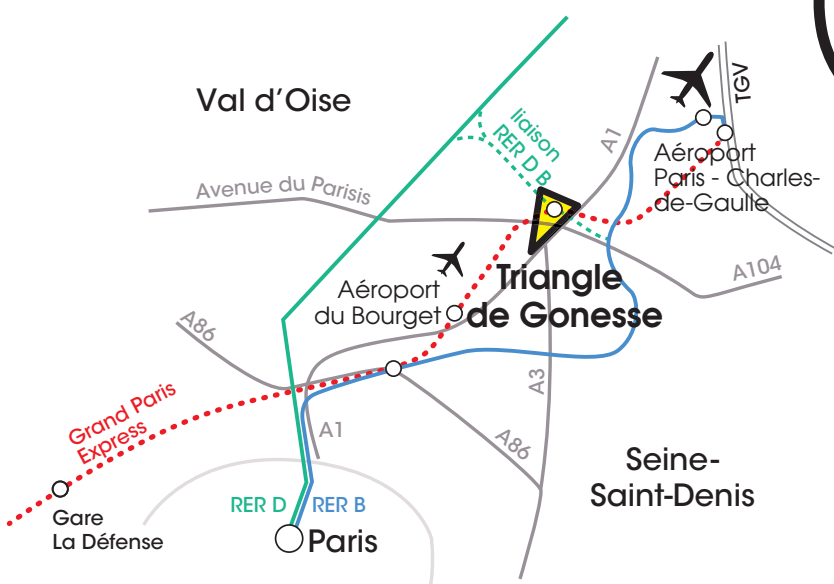 Val d'Oise
TGV
liaison
RER D B
A1
Aéroport
Paris - Charles-
de-Gaulle
Avenue du Parisis
A104
Triangle
de Gonesse
Aéroport
du Bourget
A86
A3
Grand Paris
Express
A1
A86
Seine-
Saint-Denis
RER D
RER B
Gare
La Défense
Paris